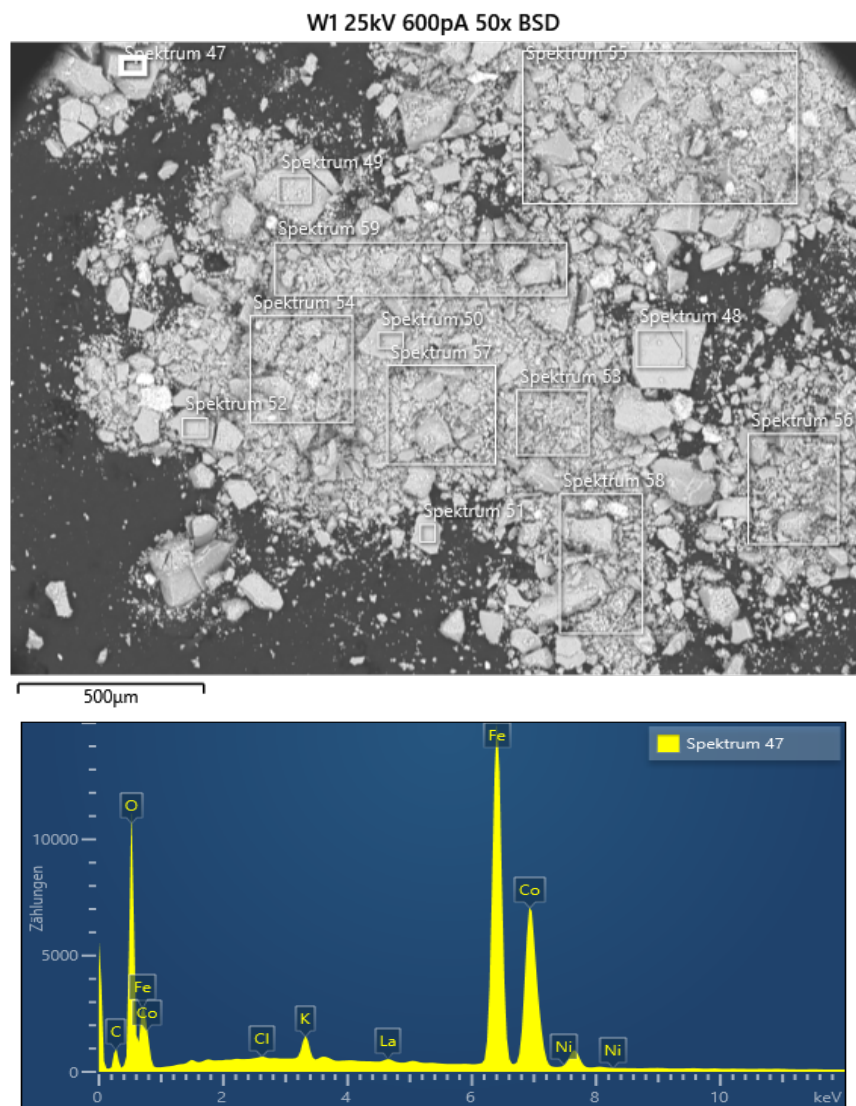 W1 25kV 600pA 50x BSD
Spektrum 47
Spektrum 55
Spektrum 49
Spektrum 59
Spektrum 54
Spektrum 50
Spektrum 48
Spektrum 57
Spektrum 53
Spektrum 52
Spektrum 56
Spektrum 58
Spektrum 51
500µm
Fe
Spektrum 47
O
10000
Zählungen
Co
5000
Fe
Co
C
Cl
K
La
Ni
Ni
0
0 2 4 6 8 10 keV